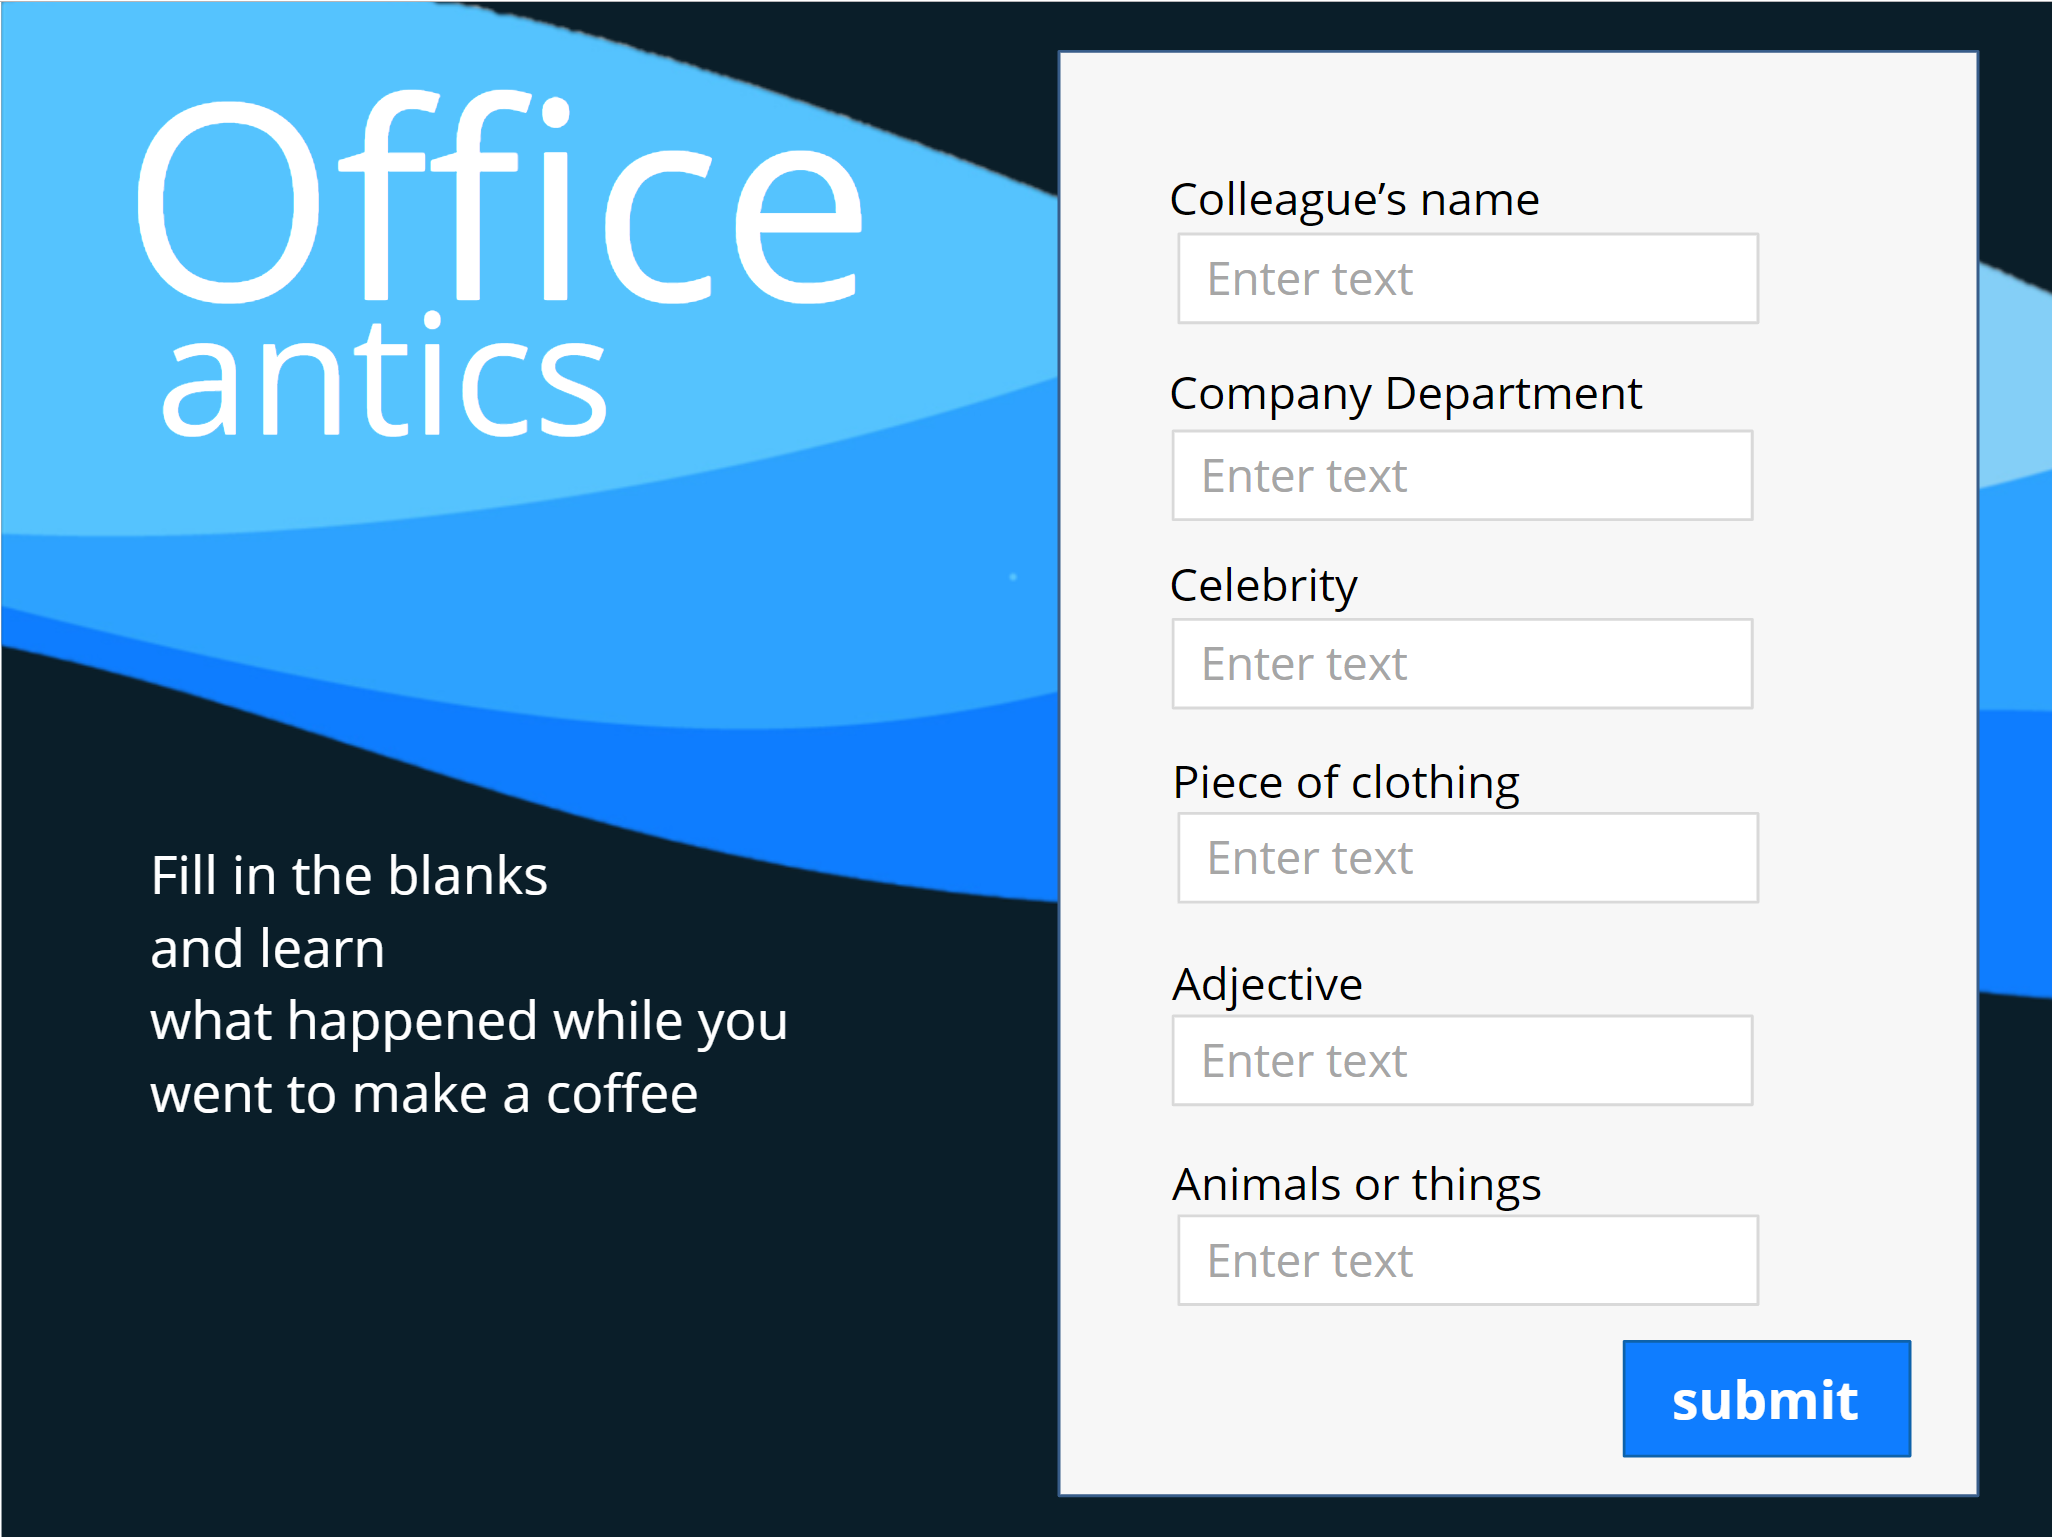 Office
antics
Fill in the blanks
and learn
what happened while you
went to make a coffee
Colleague’s name
Enter text
Company Department
Enter text
Celebrity
Enter text
Piece of clothing
Enter text
Adjective
Enter text
Animals or things
Enter text
submit